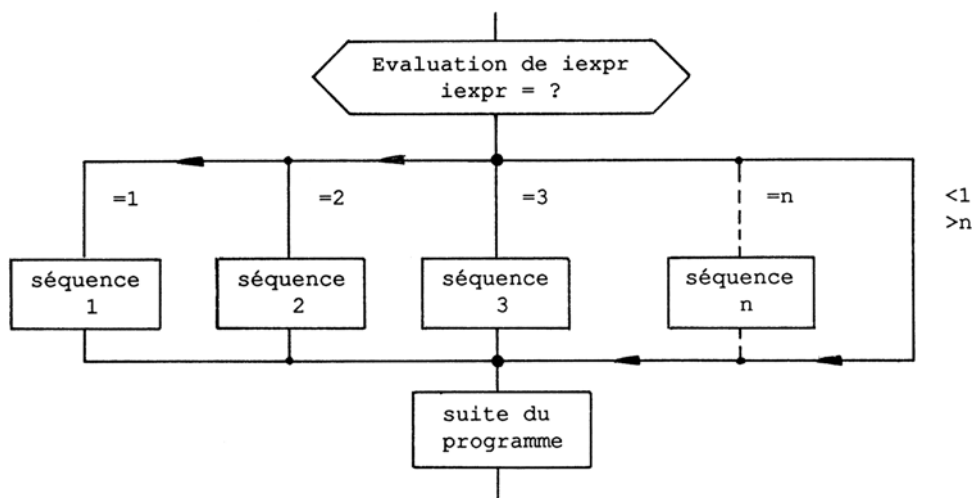 Evaluation de iexpr
iexpr = ?
=1
=2
=3
=n
<1
>n
séquence
1
séquence
2
séquence
3
séquence
n
suite du
programme